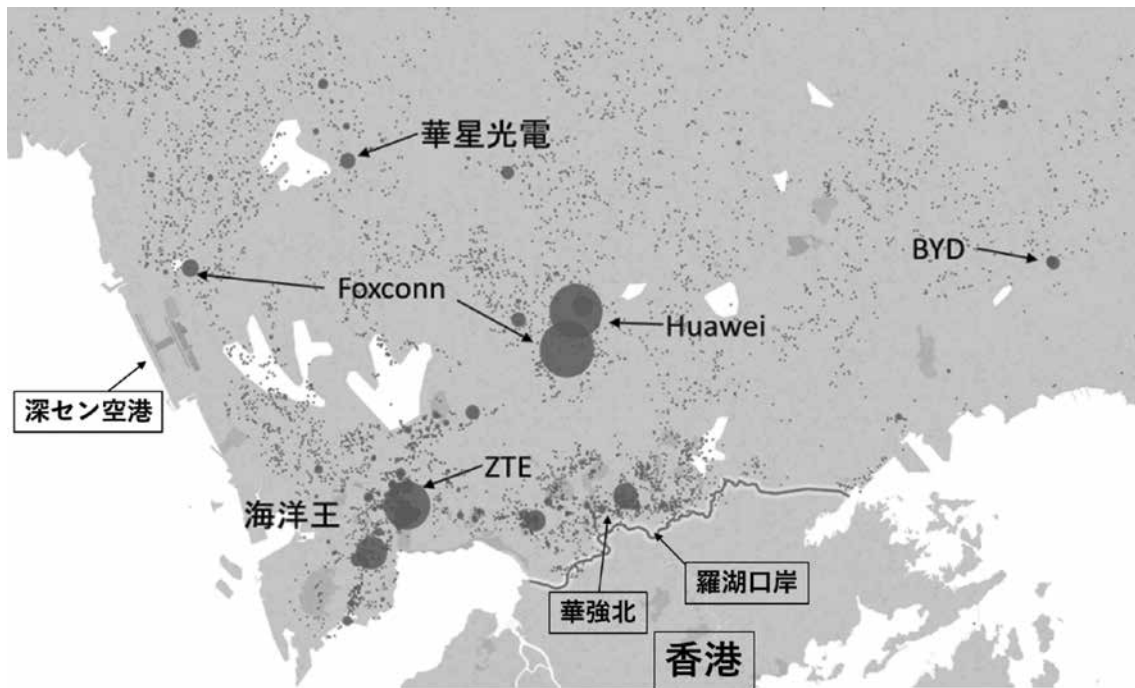 華星光電
BYD
Foxconn
Huawei
深セン空港
ZTE
海洋王
羅湖口岸
華強北
香港